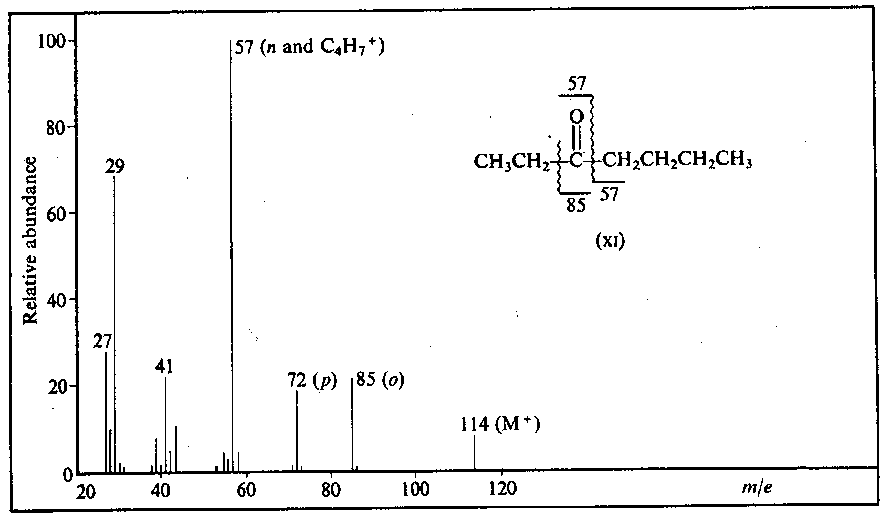 100
57 (n and C₄H₇⁺)
57
O
80
CH₃CH₂—C—CH₂CH₂CH₂CH₃
29
57
85
60
(XI)
Relative abundance
40
27
41
72 (p)
85 (o)
20
114 (M⁺)
0
20 40 60 80 100 120 m/e